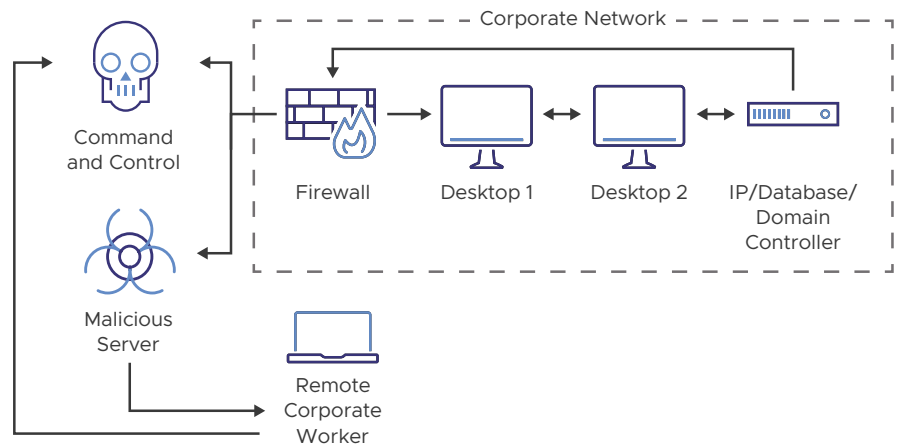 Corporate Network
Command
and Control
Firewall
Desktop 1
Desktop 2
IP/Database/
Domain
Controller
Malicious
Server
Remote
Corporate
Worker